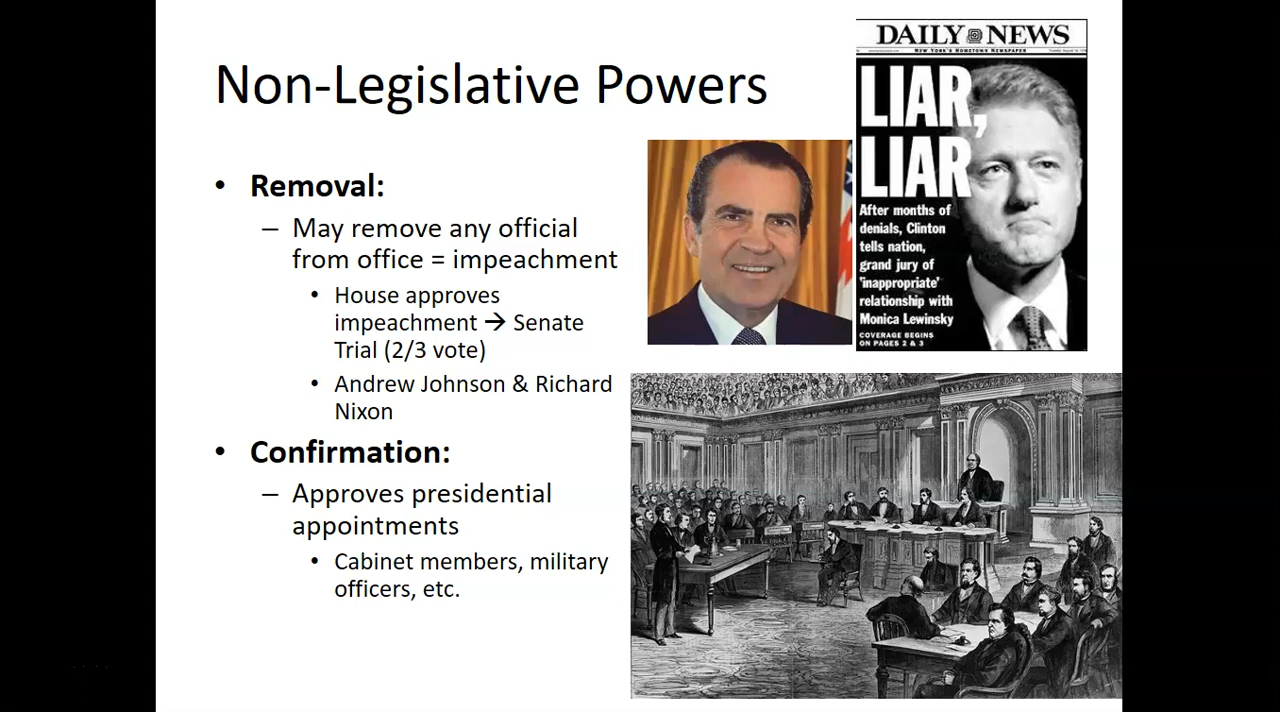 Non-Legislative Powers
• Removal:
– May remove any official
from office = impeachment
• House approves
impeachment → Senate
Trial (2/3 vote)
• Andrew Johnson & Richard
Nixon
• Confirmation:
– Approves presidential
appointments
• Cabinet members, military
officers, etc.
DAILY NEWS
NEW YORK'S HOMETOWN NEWSPAPER
LIAR,
LIAR
After months of
denials, Clinton
tells nation,
grand jury of
'inappropriate'
relationship with
Monica Lewinsky
COVERAGE BEGINS
ON PAGES 2 & 3